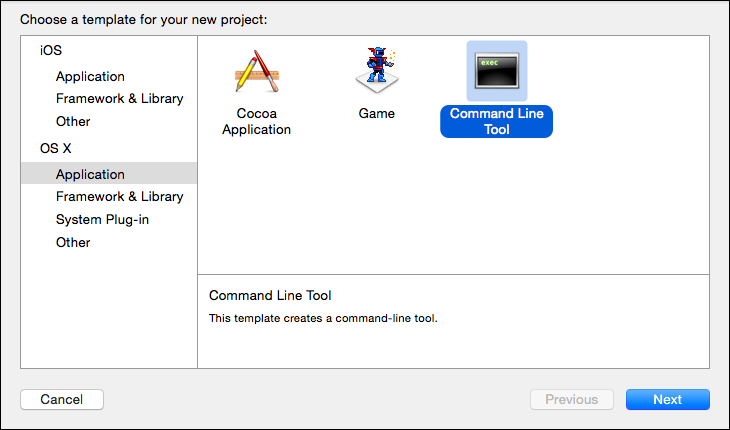 Choose a template for your new project:
iOS
Application
Framework & Library
Other
OS X
Application
Framework & Library
System Plug-in
Other
Cocoa
Application
Game
exec
Command Line
Tool
Command Line Tool
This template creates a command-line tool.
Cancel
Previous
Next